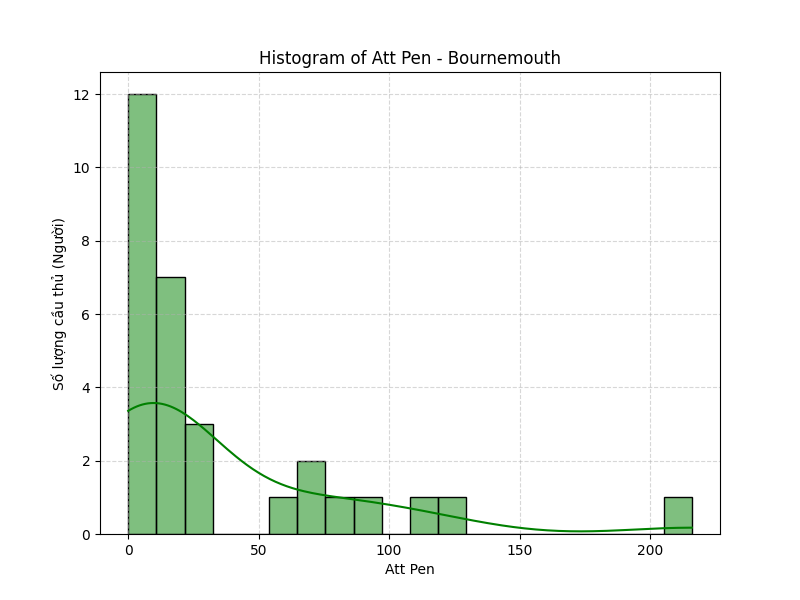 Histogram of Att Pen - Bournemouth
Số lượng cầu thủ (Người)
12
10
8
6
4
2
0
0 50 100 150 200
Att Pen